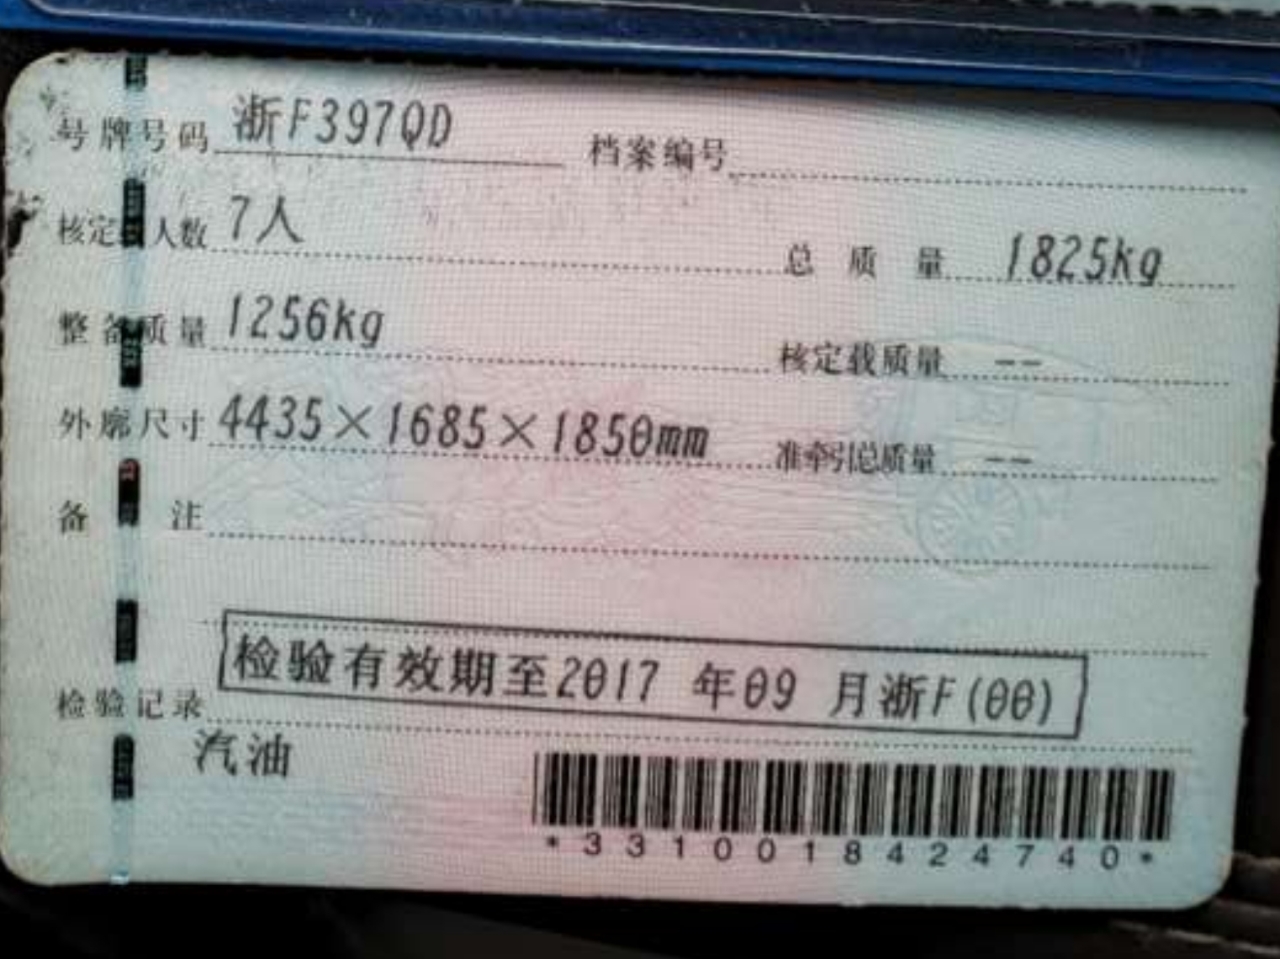 号牌号码 浙F397QD 档案编号
核定 人数 7人 总质量 1825kg
整备质量 1256kg 核定载质量 --
外廓尺寸 4435×1685×1850mm 准牵引总质量 --
备注
检验有效期至2017 年09 月浙F(00)
检验记录
汽油
*3310018424740*